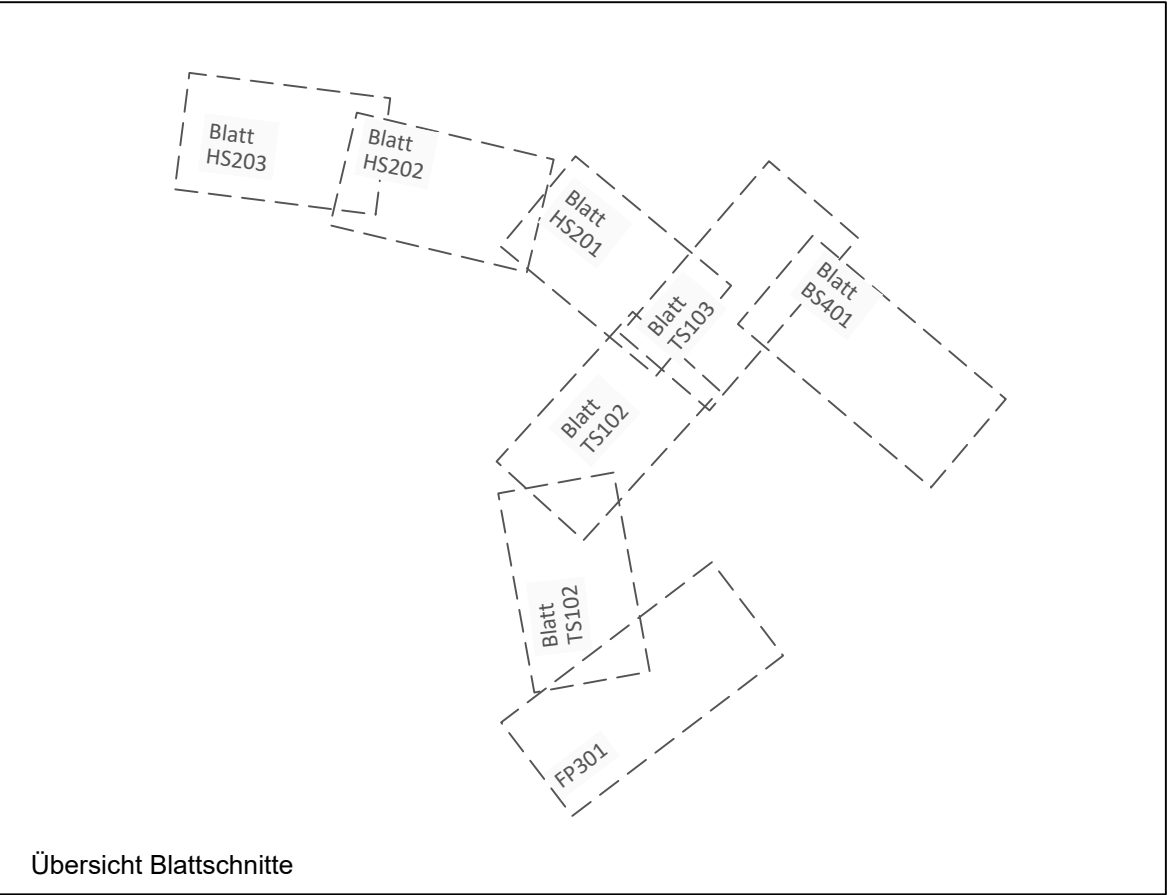 Blatt
HS203
Blatt
HS202
Blatt
HS201
Blatt
TS103
Blatt
BS401
Blatt
TS102
Blatt
TS102
FP301
Übersicht Blattschnitte